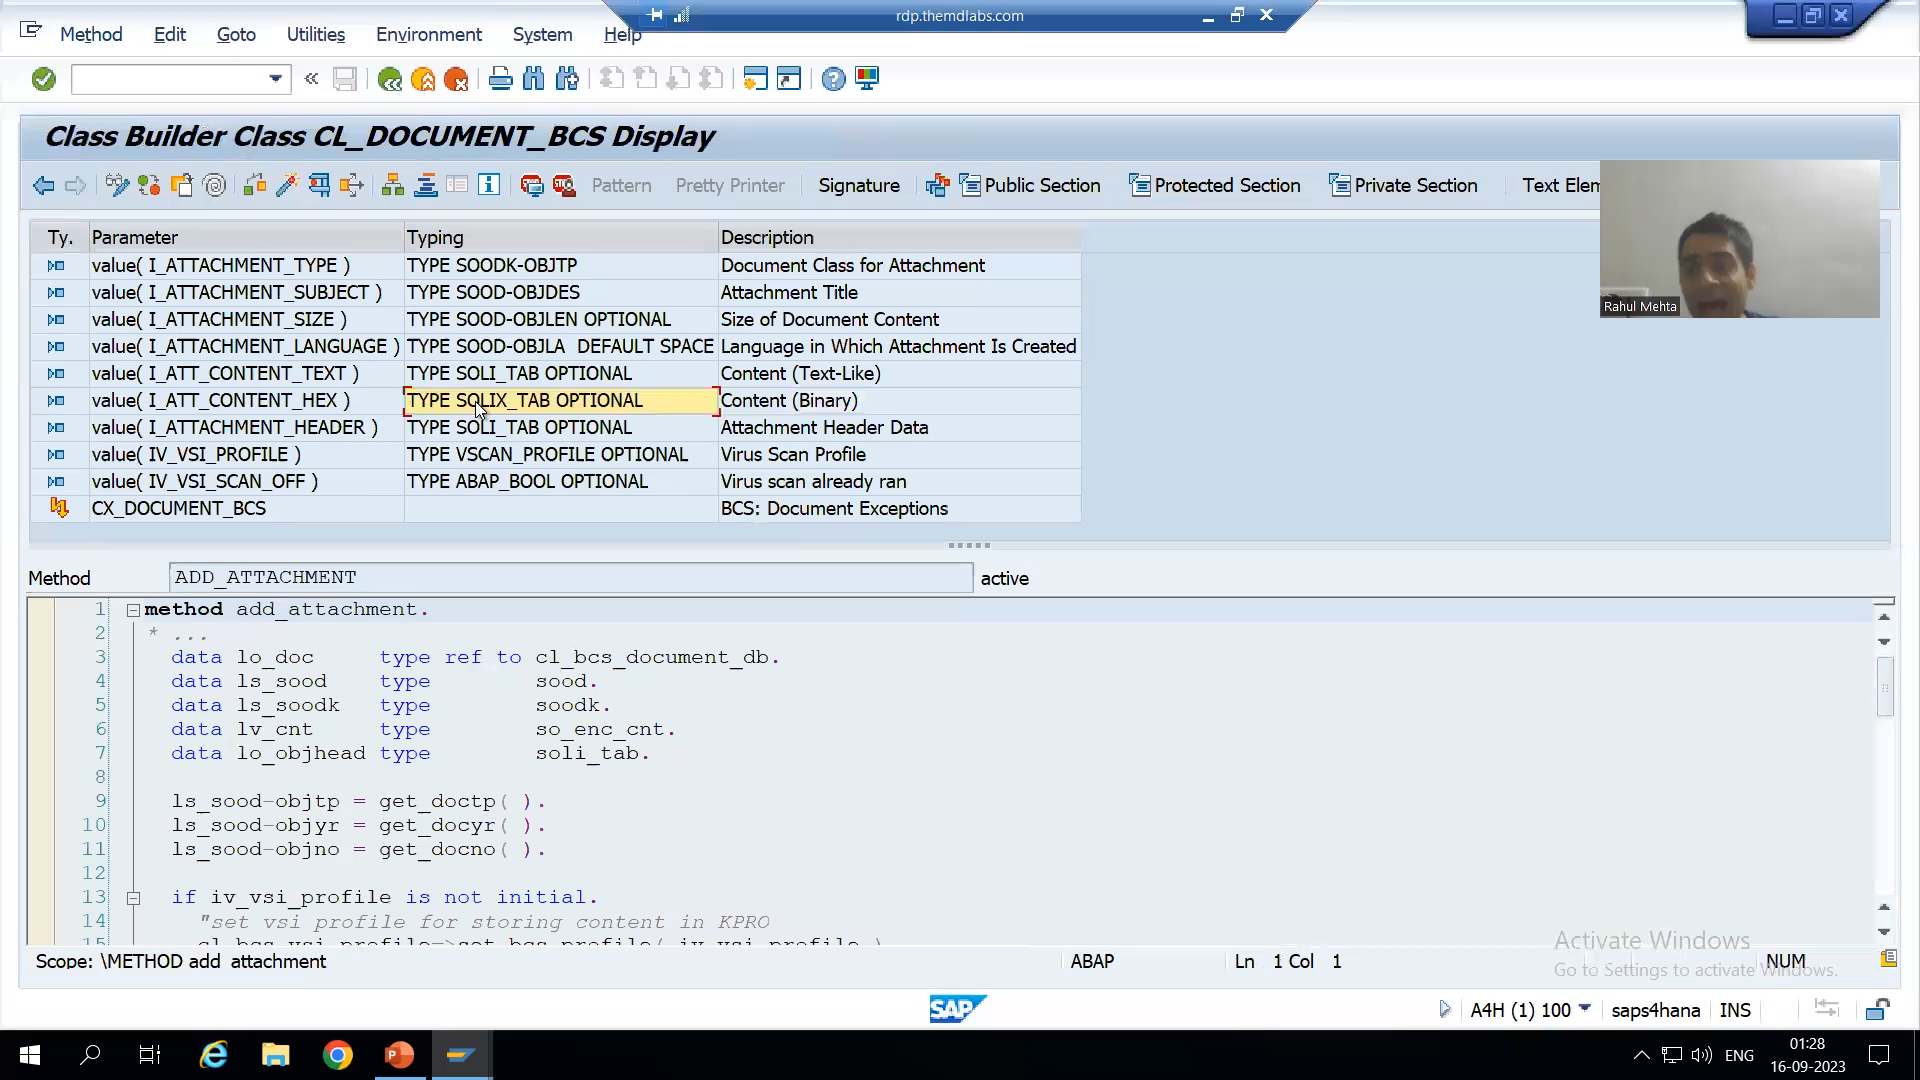 rdp.themdlabs.com
Method Edit Goto Utilities Environment System Help
Class Builder Class CL_DOCUMENT_BCS Display
Pattern Pretty Printer Signature Public Section Protected Section Private Section Text Elem
Rahul Mehta
Ty. Parameter Typing Description
value( I_ATTACHMENT_TYPE ) TYPE SOODK-OBJTP Document Class for Attachment
value( I_ATTACHMENT_SUBJECT ) TYPE SOOD-OBJDES Attachment Title
value( I_ATTACHMENT_SIZE ) TYPE SOOD-OBJLEN OPTIONAL Size of Document Content
value( I_ATTACHMENT_LANGUAGE ) TYPE SOOD-OBJLA DEFAULT SPACE Language in Which Attachment Is Created
value( I_ATT_CONTENT_TEXT ) TYPE SOLI_TAB OPTIONAL Content (Text-Like)
value( I_ATT_CONTENT_HEX ) TYPE SOLIX_TAB OPTIONAL Content (Binary)
value( I_ATTACHMENT_HEADER ) TYPE SOLI_TAB OPTIONAL Attachment Header Data
value( IV_VSI_PROFILE ) TYPE VSCAN_PROFILE OPTIONAL Virus Scan Profile
value( IV_VSI_SCAN_OFF ) TYPE ABAP_BOOL OPTIONAL Virus scan already ran
CX_DOCUMENT_BCS BCS: Document Exceptions
Method ADD_ATTACHMENT active
1 method add_attachment.
2 * ...
3 data lo_doc type ref to cl_bcs_document_db.
4 data ls_sood type sood.
5 data ls_soodk type soodk.
6 data lv_cnt type so_enc_cnt.
7 data lo_objhead type soli_tab.
8
9 ls_sood-objtp = get_doctp( ).
10 ls_sood-objyr = get_docyr( ).
11 ls_sood-objno = get_docno( ).
12
13 if iv_vsi_profile is not initial.
14 "set vsi profile for storing content in KPRO
15 cl_bcs_vsi_profile=>set_bcs_profile( iv_vsi_profile )
Activate Windows
Go to Settings to activate Windows.
Scope: \METHOD add_attachment ABAP Ln 1 Col 1 NUM
SAP A4H (1) 100 saps4hana INS
ENG 01:28
16-09-2023